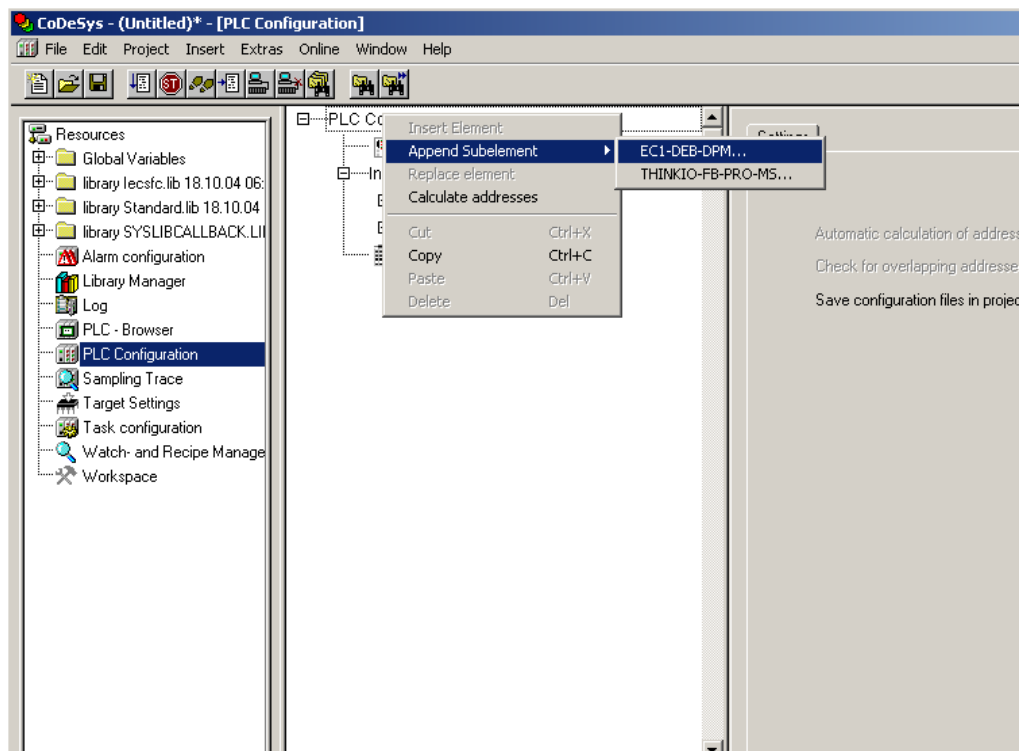 CoDeSys - (Untitled)* - [PLC Configuration]
File Edit Project Insert Extras Online Window Help
ST
Resources
Global Variables
library Iecsfc.lib 18.10.04 06:
library Standard.lib 18.10.04
library SYSLIBCALLBACK.LI
Alarm configuration
Library Manager
Log
PLC - Browser
PLC Configuration
Sampling Trace
Target Settings
Task configuration
Watch- and Recipe Manage
Workspace
PLC Co
In
Insert Element
Append Subelement
Replace element
Calculate addresses
Cut Ctrl+X
Copy Ctrl+C
Paste Ctrl+V
Delete Del
EC1-DEB-DPM...
THINKIO-FB-PRO-MS...
Settings
Automatic calculation of address
Check for overlapping addresse
Save configuration files in projec